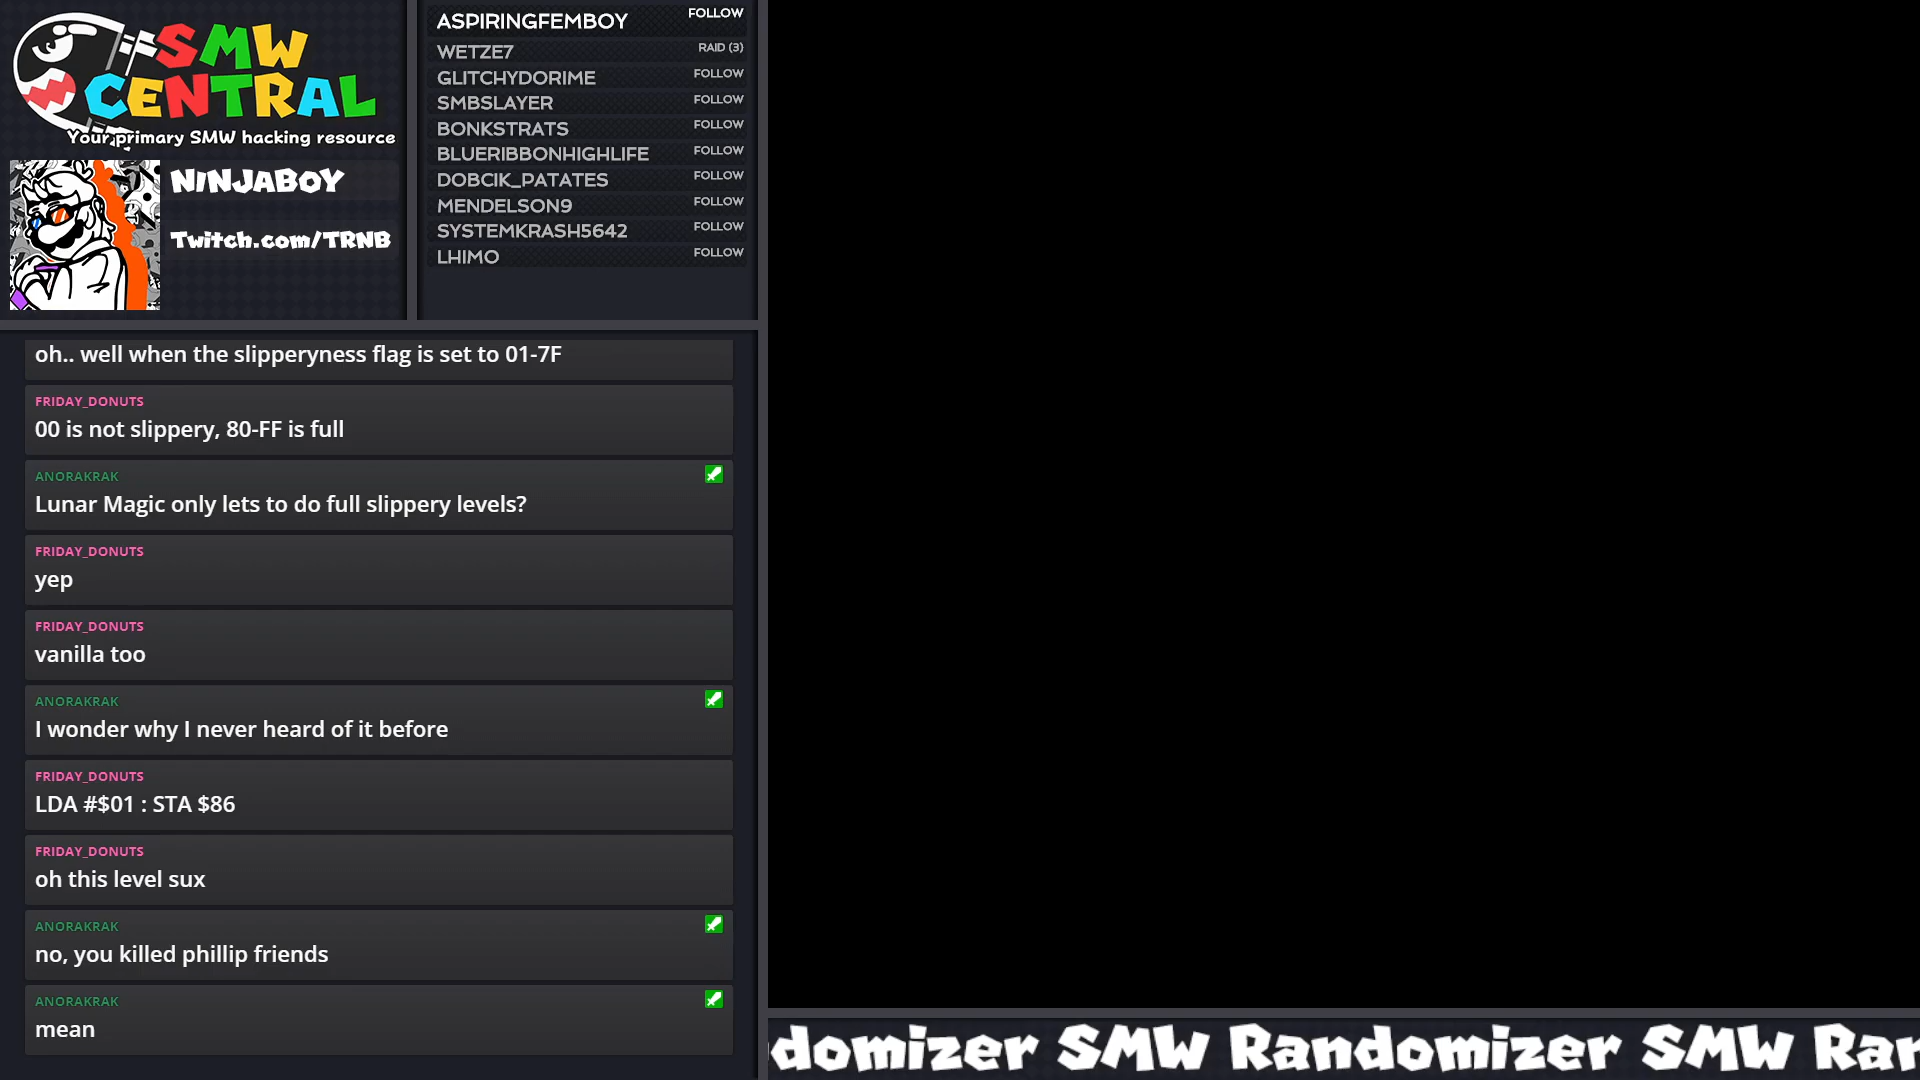 SMW
CENTRAL
Your primary SMW hacking resource
NINJABOY
Twitch.com/TRNB
ASPIRINGFEMBOY FOLLOW
WETZE7 RAID (3)
GLITCHYDORIME FOLLOW
SMBSLAYER FOLLOW
BONKSTRATS FOLLOW
BLUERIBBONHIGHLIFE FOLLOW
DOBCIK_PATATES FOLLOW
MENDELSON9 FOLLOW
SYSTEMKRASH5642 FOLLOW
LHIMO FOLLOW
oh.. well when the slipperyness flag is set to 01-7F
FRIDAY_DONUTS
00 is not slippery, 80-FF is full
ANORAKRAK
Lunar Magic only lets to do full slippery levels?
FRIDAY_DONUTS
yep
FRIDAY_DONUTS
vanilla too
ANORAKRAK
I wonder why I never heard of it before
FRIDAY_DONUTS
LDA #$01 : STA $86
FRIDAY_DONUTS
oh this level sux
ANORAKRAK
no, you killed phillip friends
ANORAKRAK
mean
domizer SMW Randomizer SMW Ran